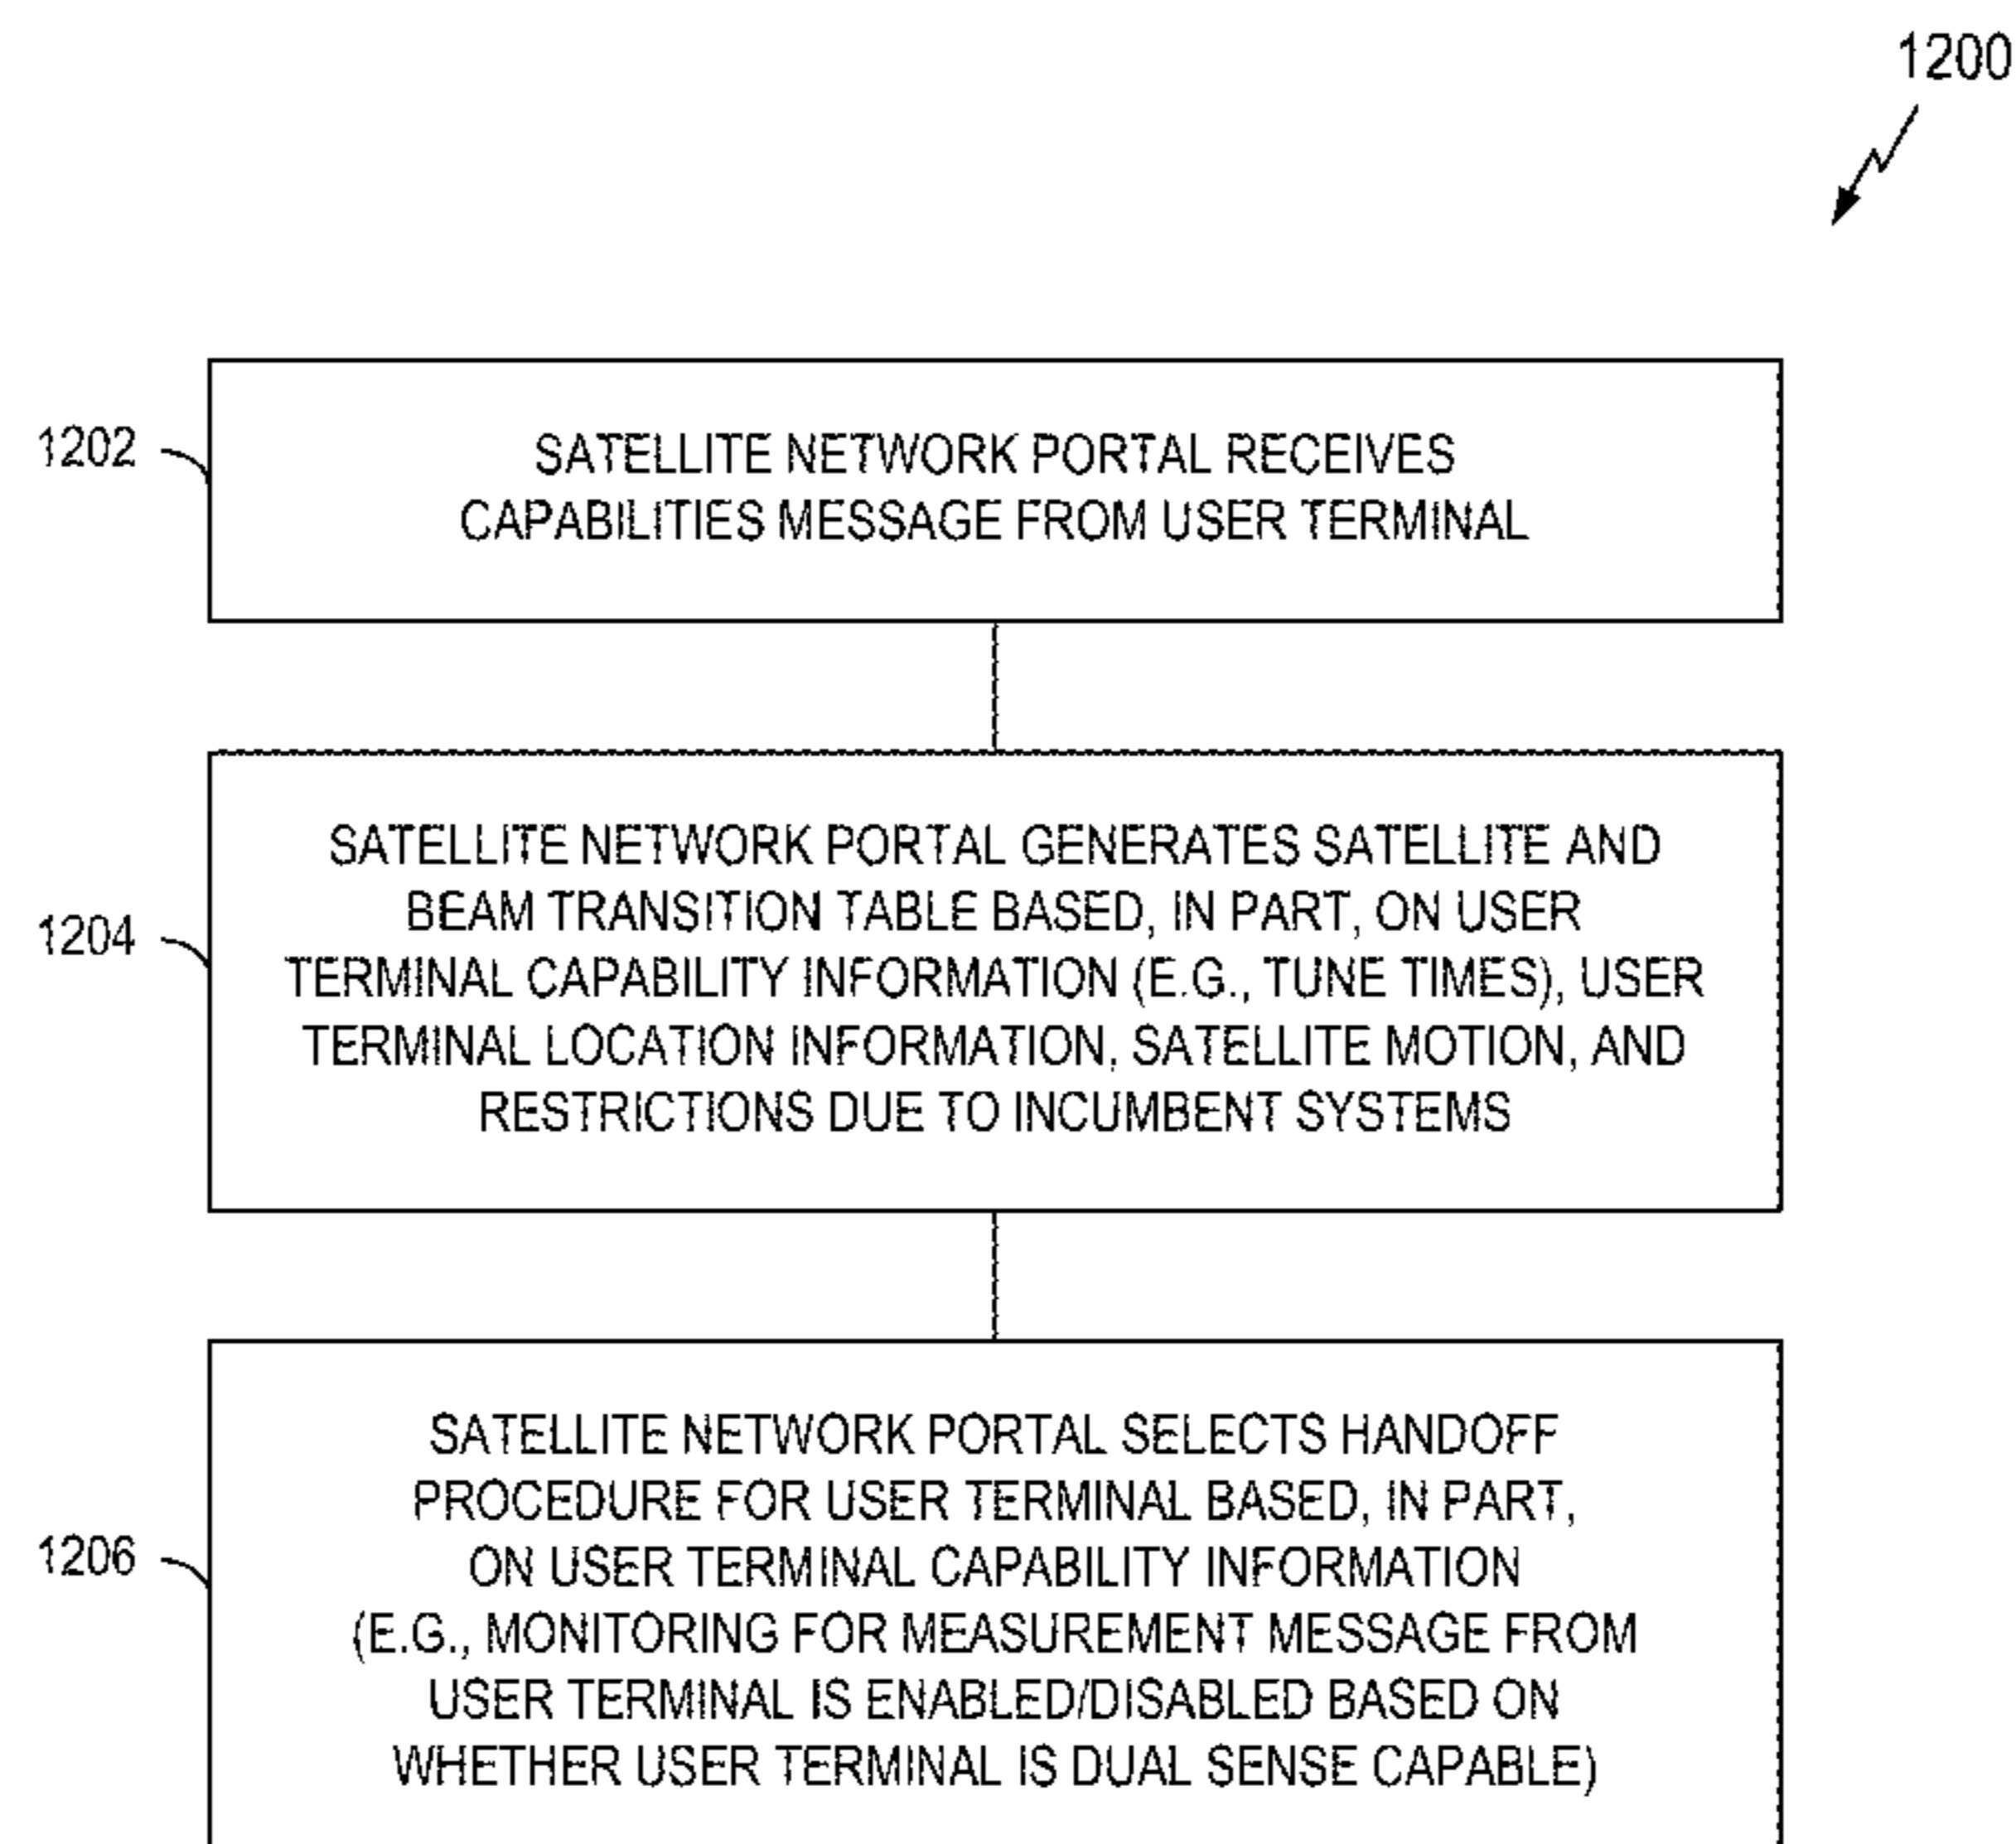 1200
1202
SATELLITE NETWORK PORTAL RECEIVES
CAPABILITIES MESSAGE FROM USER TERMINAL
1204
SATELLITE NETWORK PORTAL GENERATES SATELLITE AND
BEAM TRANSITION TABLE BASED, IN PART, ON USER
TERMINAL CAPABILITY INFORMATION (E.G., TUNE TIMES), USER
TERMINAL LOCATION INFORMATION, SATELLITE MOTION, AND
RESTRICTIONS DUE TO INCUMBENT SYSTEMS
1206
SATELLITE NETWORK PORTAL SELECTS HANDOFF
PROCEDURE FOR USER TERMINAL BASED, IN PART,
ON USER TERMINAL CAPABILITY INFORMATION
(E.G., MONITORING FOR MEASUREMENT MESSAGE FROM
USER TERMINAL IS ENABLED/DISABLED BASED ON
WHETHER USER TERMINAL IS DUAL SENSE CAPABLE)